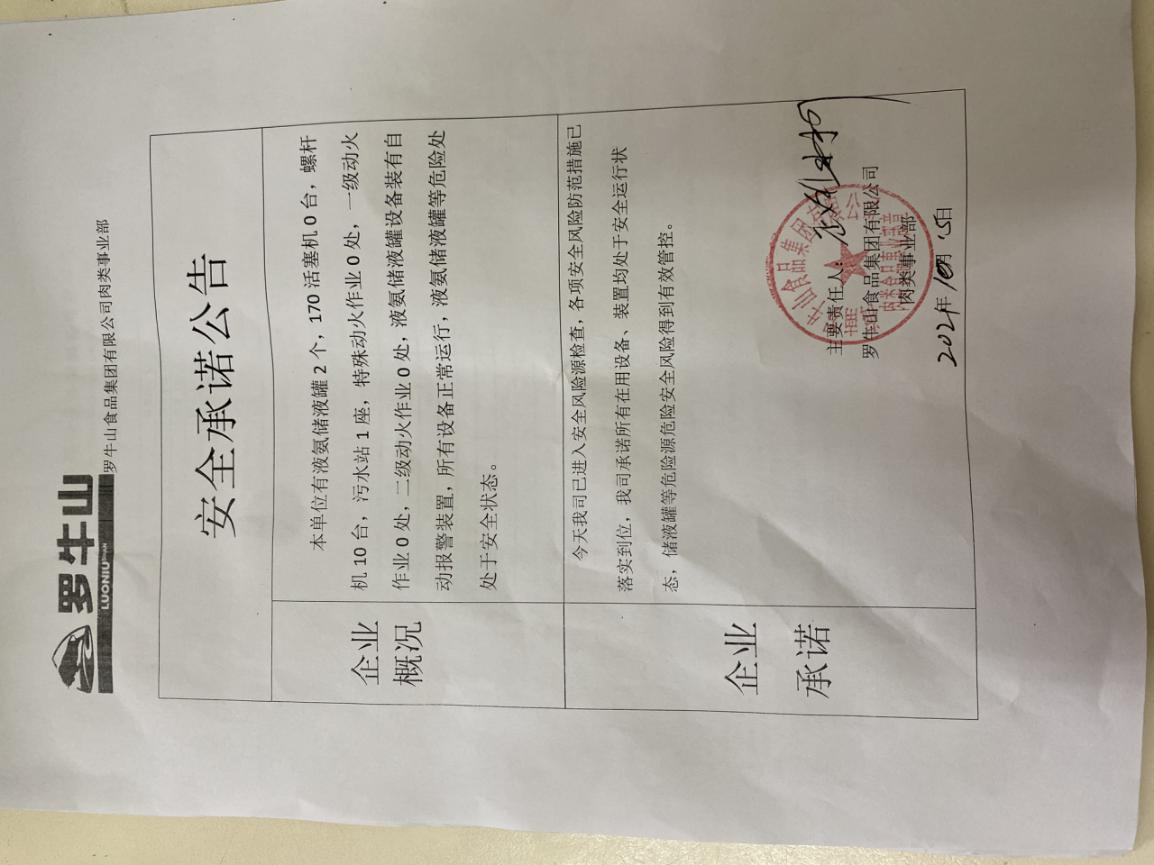 罗牛山
LUONIU
罗牛山食品集团有限公司肉类事业部
安全承诺公告
企业
概况
本单位有液氨储液罐 2 个，170 活塞机 0 台，螺杆
机 10 台，污水站 1 座，特殊动火作业 0 处，一级动火
作业 0 处，二级动火作业 0 处，液氨储液罐设备装有自
动报警装置，所有设备正常运行，液氨储液罐等危险处
处于安全状态。
企业
承诺
今天我司已进入安全风险源检查，各项安全风险防范措施已
落实到位，我司承诺所有在用设备、装置均处于安全运行状
态，储液罐等危险源危险安全风险得到有效管控。
主要责任人：
罗牛山食品集团有限公司
肉类事业部
年 月 日